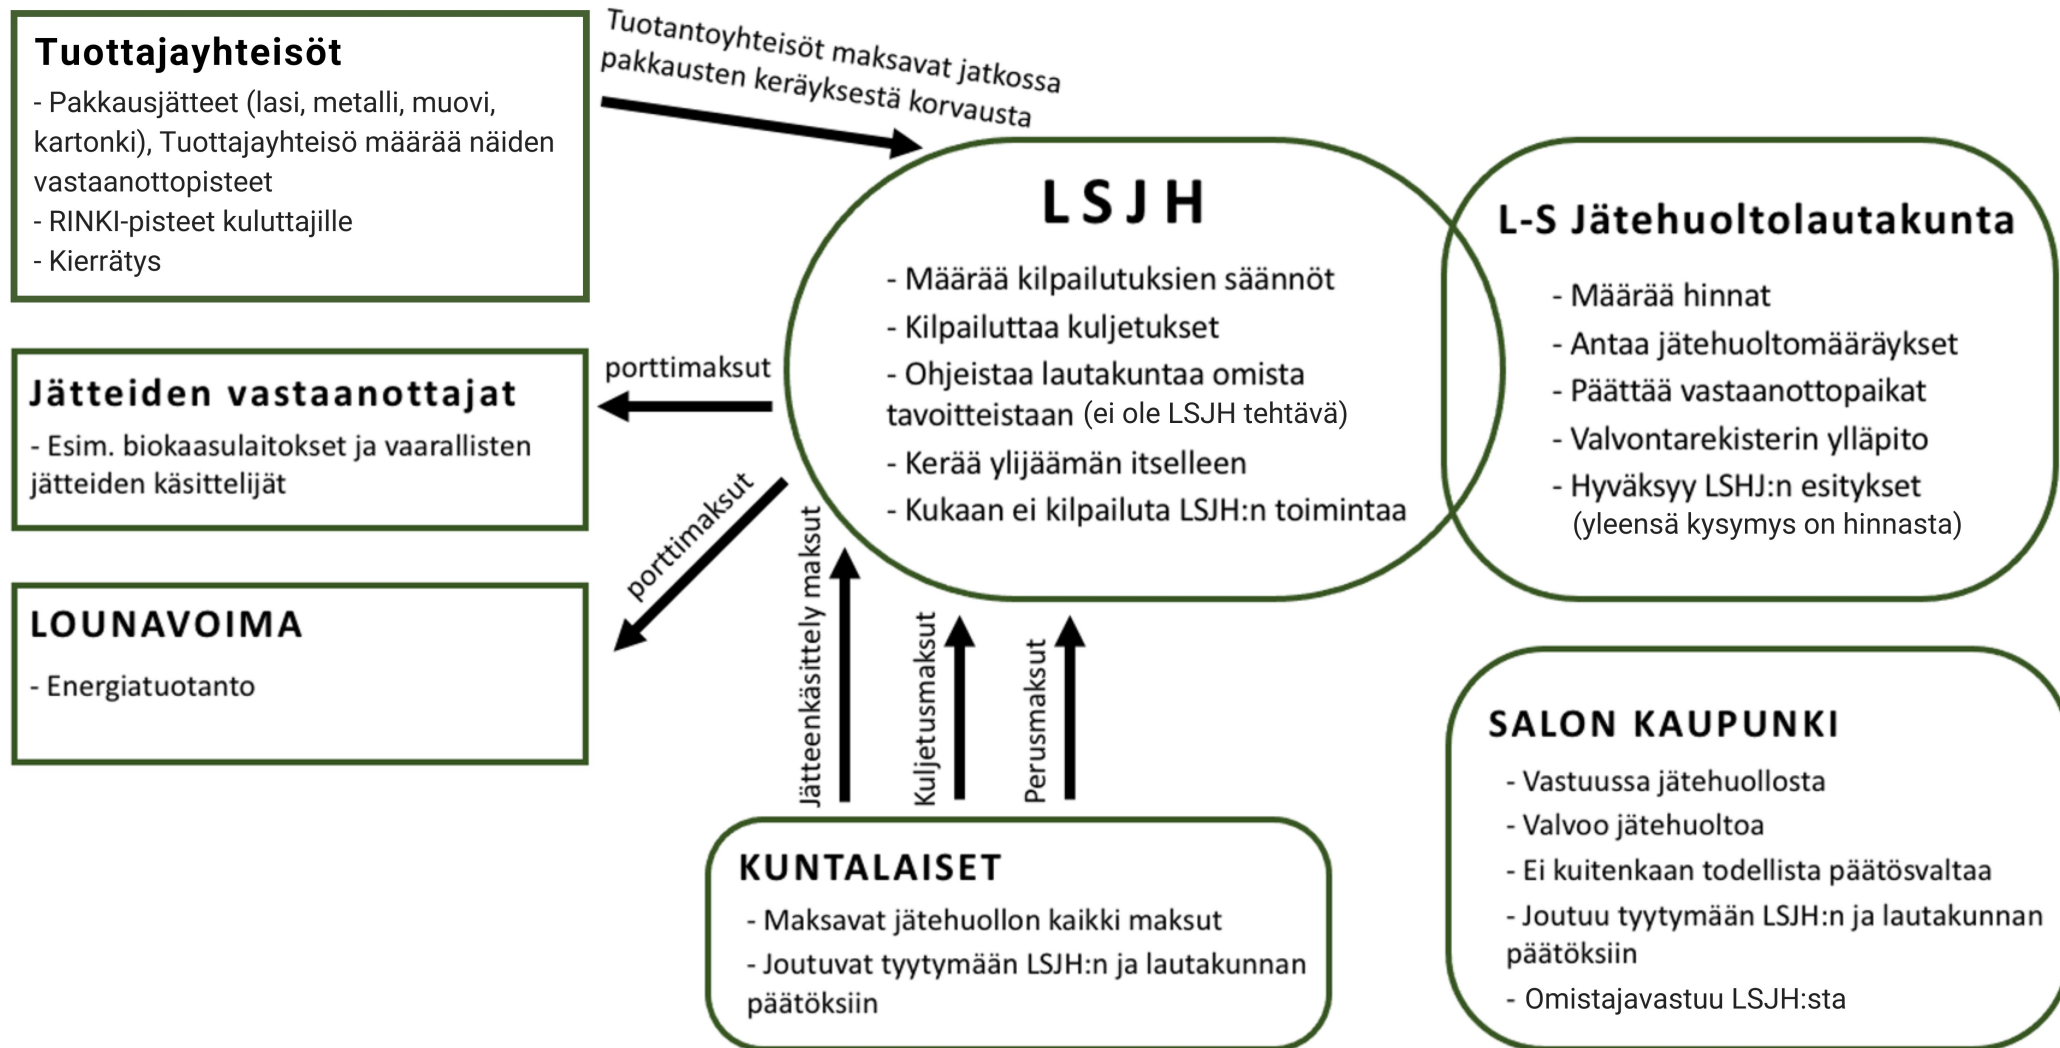 Tuottajayhteisöt
- Pakkausjätteet (lasi, metalli, muovi,
kartonki), Tuottajayhteisö määrää näiden
vastaanottopisteet
- RINKI-pisteet kuluttajille
- Kierrätys
Tuotantoyhteisöt maksavat jatkossa
pakkausten keräyksestä korvausta
LSJH
- Määrää kilpailutuksien säännöt
- Kilpailuttaa kuljetukset
- Ohjeistaa lautakuntaa omista
tavoitteistaan (ei ole LSJH tehtävä)
- Kerää ylijäämän itselleen
- Kukaan ei kilpailuta LSJH:n toimintaa
L-S Jätehuoltolautakunta
- Määrää hinnat
- Antaa jätehuoltomääräykset
- Päättää vastaanottopaikat
- Valvontarekisterin ylläpito
- Hyväksyy LSHJ:n esitykset
(yleensä kysymys on hinnasta)
porttimaksut
Jätteiden vastaanottajat
- Esim. biokaasulaitokset ja vaarallisten
jätteiden käsittelijät
porttimaksut
LOUNAVOIMA
- Energiatuotanto
Jätteenkäsittely maksut
Kuljetusmaksut
Perusmaksut
KUNTALAISET
- Maksavat jätehuollon kaikki maksut
- Joutuvat tyytymään LSJH:n ja lautakunnan
päätöksiin
SALON KAUPUNKI
- Vastuussa jätehuollosta
- Valvoo jätehuoltoa
- Ei kuitenkaan todellista päätösvaltaa
- Joutuu tyytymään LSJH:n ja lautakunnan
päätöksiin
- Omistajavastuu LSJH:sta